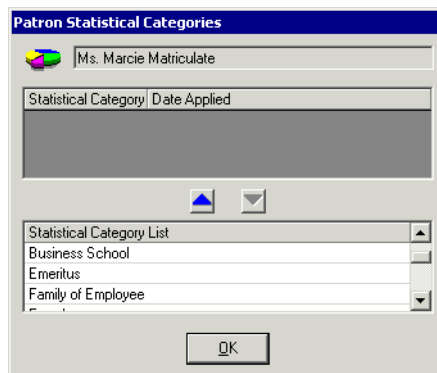 Patron Statistical Categories
Ms. Marcie Matriculate
Statistical Category Date Applied
Statistical Category List
Business School
Emeritus
Family of Employee
OK